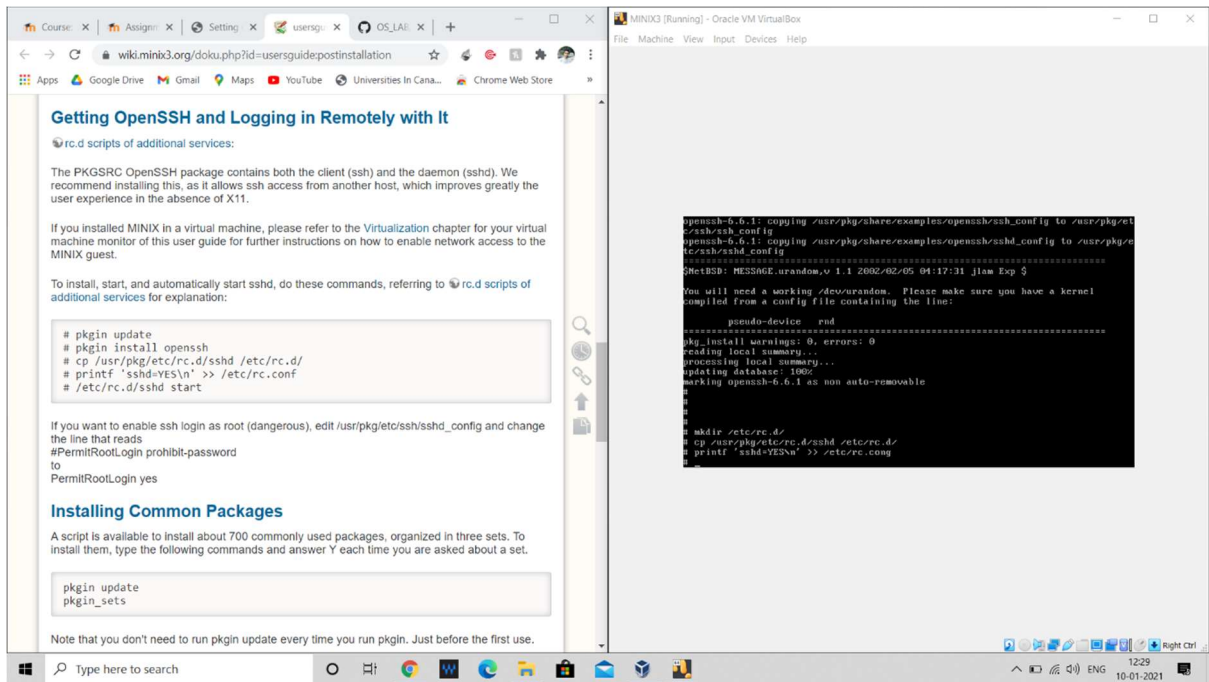 Course: X
Assignm X
Setting X
usersgu X
OS_LAB. X
+
wiki.minix3.org/doku.php?id=usersguide:postinstallation
Apps Google Drive Gmail Maps YouTube Universities In Cana... Chrome Web Store »
Getting OpenSSH and Logging in Remotely with It
rc.d scripts of additional services:
The PKGSRC OpenSSH package contains both the client (ssh) and the daemon (sshd). We
recommend installing this, as it allows ssh access from another host, which improves greatly the
user experience in the absence of X11.
If you installed MINIX in a virtual machine, please refer to the Virtualization chapter for your virtual
machine monitor of this user guide for further instructions on how to enable network access to the
MINIX guest.
To install, start, and automatically start sshd, do these commands, referring to rc.d scripts of
additional services for explanation:
# pkgin update
# pkgin install openssh
# cp /usr/pkg/etc/rc.d/sshd /etc/rc.d/
# printf 'sshd=YES\n' >> /etc/rc.conf
# /etc/rc.d/sshd start
If you want to enable ssh login as root (dangerous), edit /usr/pkg/etc/ssh/sshd_config and change
the line that reads
#PermitRootLogin prohibit-password
to
PermitRootLogin yes
Installing Common Packages
A script is available to install about 700 commonly used packages, organized in three sets. To
install them, type the following commands and answer Y each time you are asked about a set.
pkgin update
pkgin_sets
Note that you don't need to run pkgin update every time you run pkgin. Just before the first use.
MINIX3 [Running] - Oracle VM VirtualBox
File Machine View Input Devices Help
openssh-6.6.1: copying /usr/pkg/share/examples/openssh/ssh_config to /usr/pkg/et
c/ssh/ssh_config
openssh-6.6.1: copying /usr/pkg/share/examples/openssh/sshd_config to /usr/pkg/e
tc/ssh/sshd_config
===========================================================================
$NetBSD: MESSAGE.urandom,v 1.1 2002/02/05 04:17:31 jlam Exp $
You will need a working /dev/urandom. Please make sure you have a kernel
compiled from a config file containing the line:
pseudo-device rnd
===========================================================================
pkg_install warnings: 0, errors: 0
reading local summary...
processing local summary...
updating database: 100%
marking openssh-6.6.1 as non auto-removable
#
#
#
#
# mkdir /etc/rc.d/
# cp /usr/pkg/etc/rc.d/sshd /etc/rc.d/
# printf 'sshd=YES\n' >> /etc/rc.cong
# _
Right Ctrl
Type here to search
ENG
12:29
10-01-2021